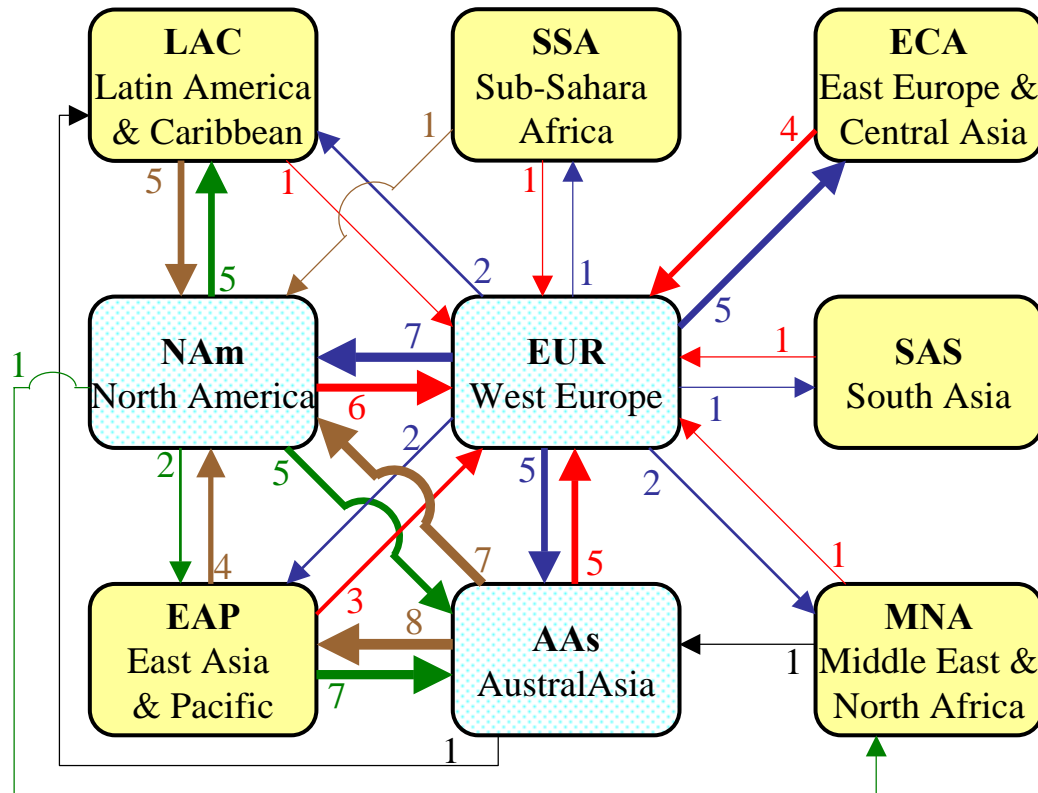 LAC
Latin America
& Caribbean
SSA
Sub-Sahara
Africa
ECA
East Europe &
Central Asia
1
4
5
1
1
2
1
5
5
NAm
North America
EUR
West Europe
SAS
South Asia
7
6
1
1
1
2
5
2
5
2
4
3
8
7
7
5
1
1
EAP
East Asia
& Pacific
AAs
AustralAsia
MNA
Middle East &
North Africa
1